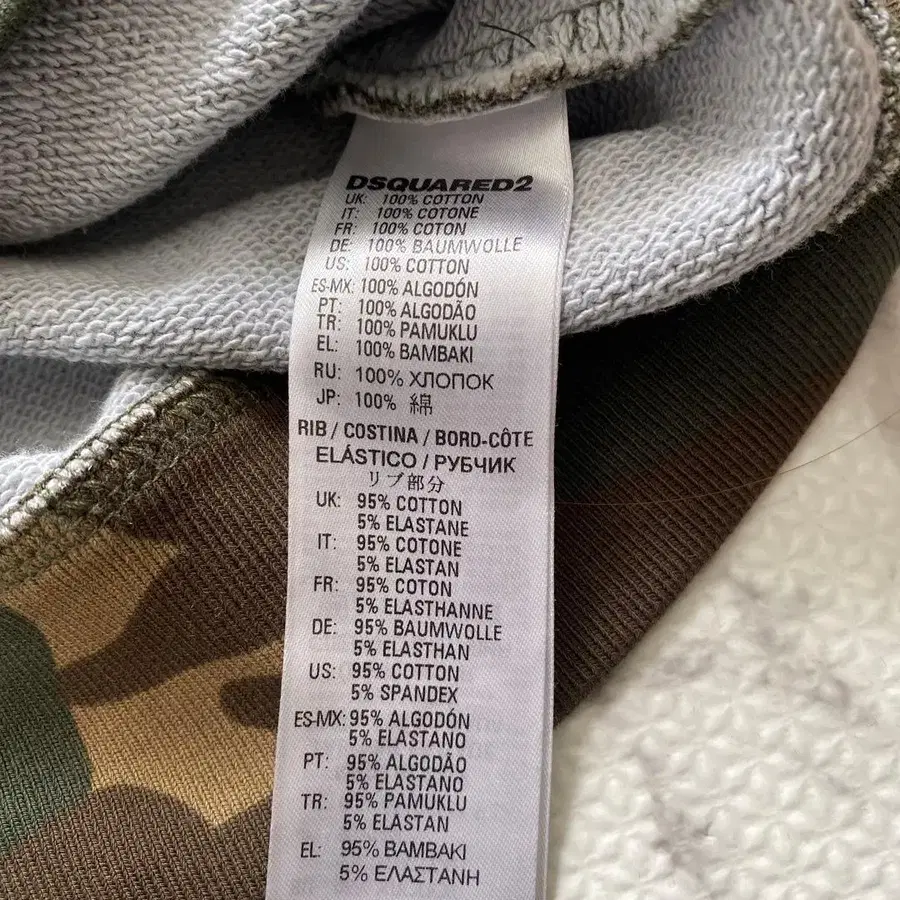 DSQUARED2
UK: 100% COTTON
IT: 100% COTONE
FR: 100% COTON
DE: 100% BAUMWOLLE
US: 100% COTTON
ES-MX: 100% ALGODÓN
PT: 100% ALGODÃO
TR: 100% PAMUKLU
EL: 100% BAMBAKI
RU: 100% ХЛОПОК
JP: 100% 綿
RIB / COSTINA / BORD-CÔTE
ELÁSTICO / РУБЧИК
リブ部分
UK: 95% COTTON
5% ELASTANE
IT: 95% COTONE
5% ELASTAN
FR: 95% COTON
5% ELASTHANNE
DE: 95% BAUMWOLLE
5% ELASTHAN
US: 95% COTTON
5% SPANDEX
ES-MX: 95% ALGODÓN
5% ELASTANO
PT: 95% ALGODÃO
5% ELASTANO
TR: 95% PAMUKLU
5% ELASTAN
EL: 95% BAMBAKI
5% ΕΛΑΣΤΑΝΗ